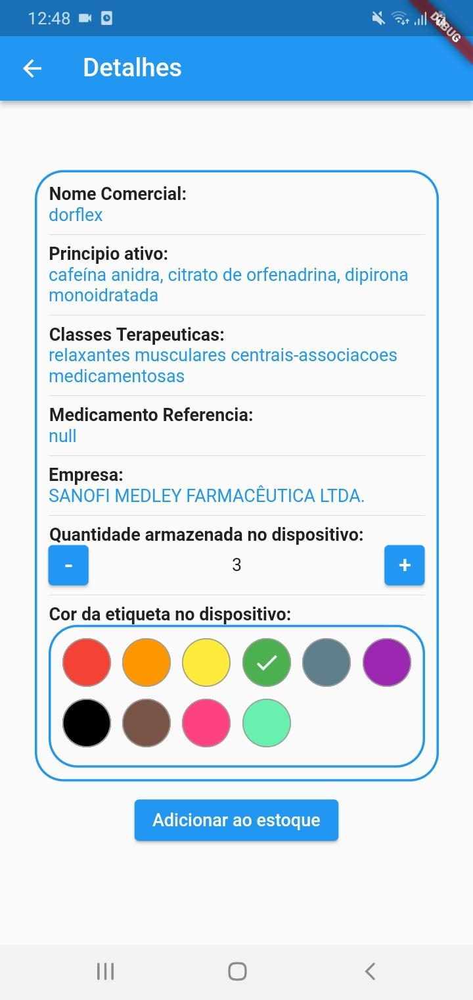 12:48
DEBUG
Detalhes
Nome Comercial:
dorflex
Principio ativo:
cafeína anidra, citrato de orfenadrina, dipirona
monoidratada
Classes Terapeuticas:
relaxantes musculares centrais-associacoes
medicamentosas
Medicamento Referencia:
null
Empresa:
SANOFI MEDLEY FARMACÊUTICA LTDA.
Quantidade armazenada no dispositivo:
- 3 +
Cor da etiqueta no dispositivo:
Adicionar ao estoque